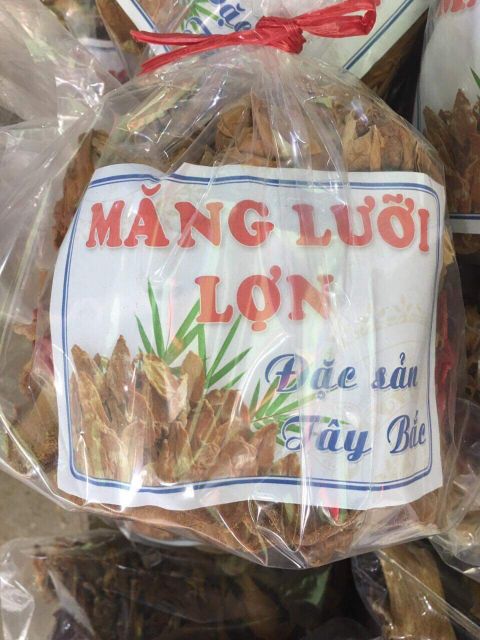 MĂNG LƯỠI
LỢN
Đặc sản
Tây Bắc